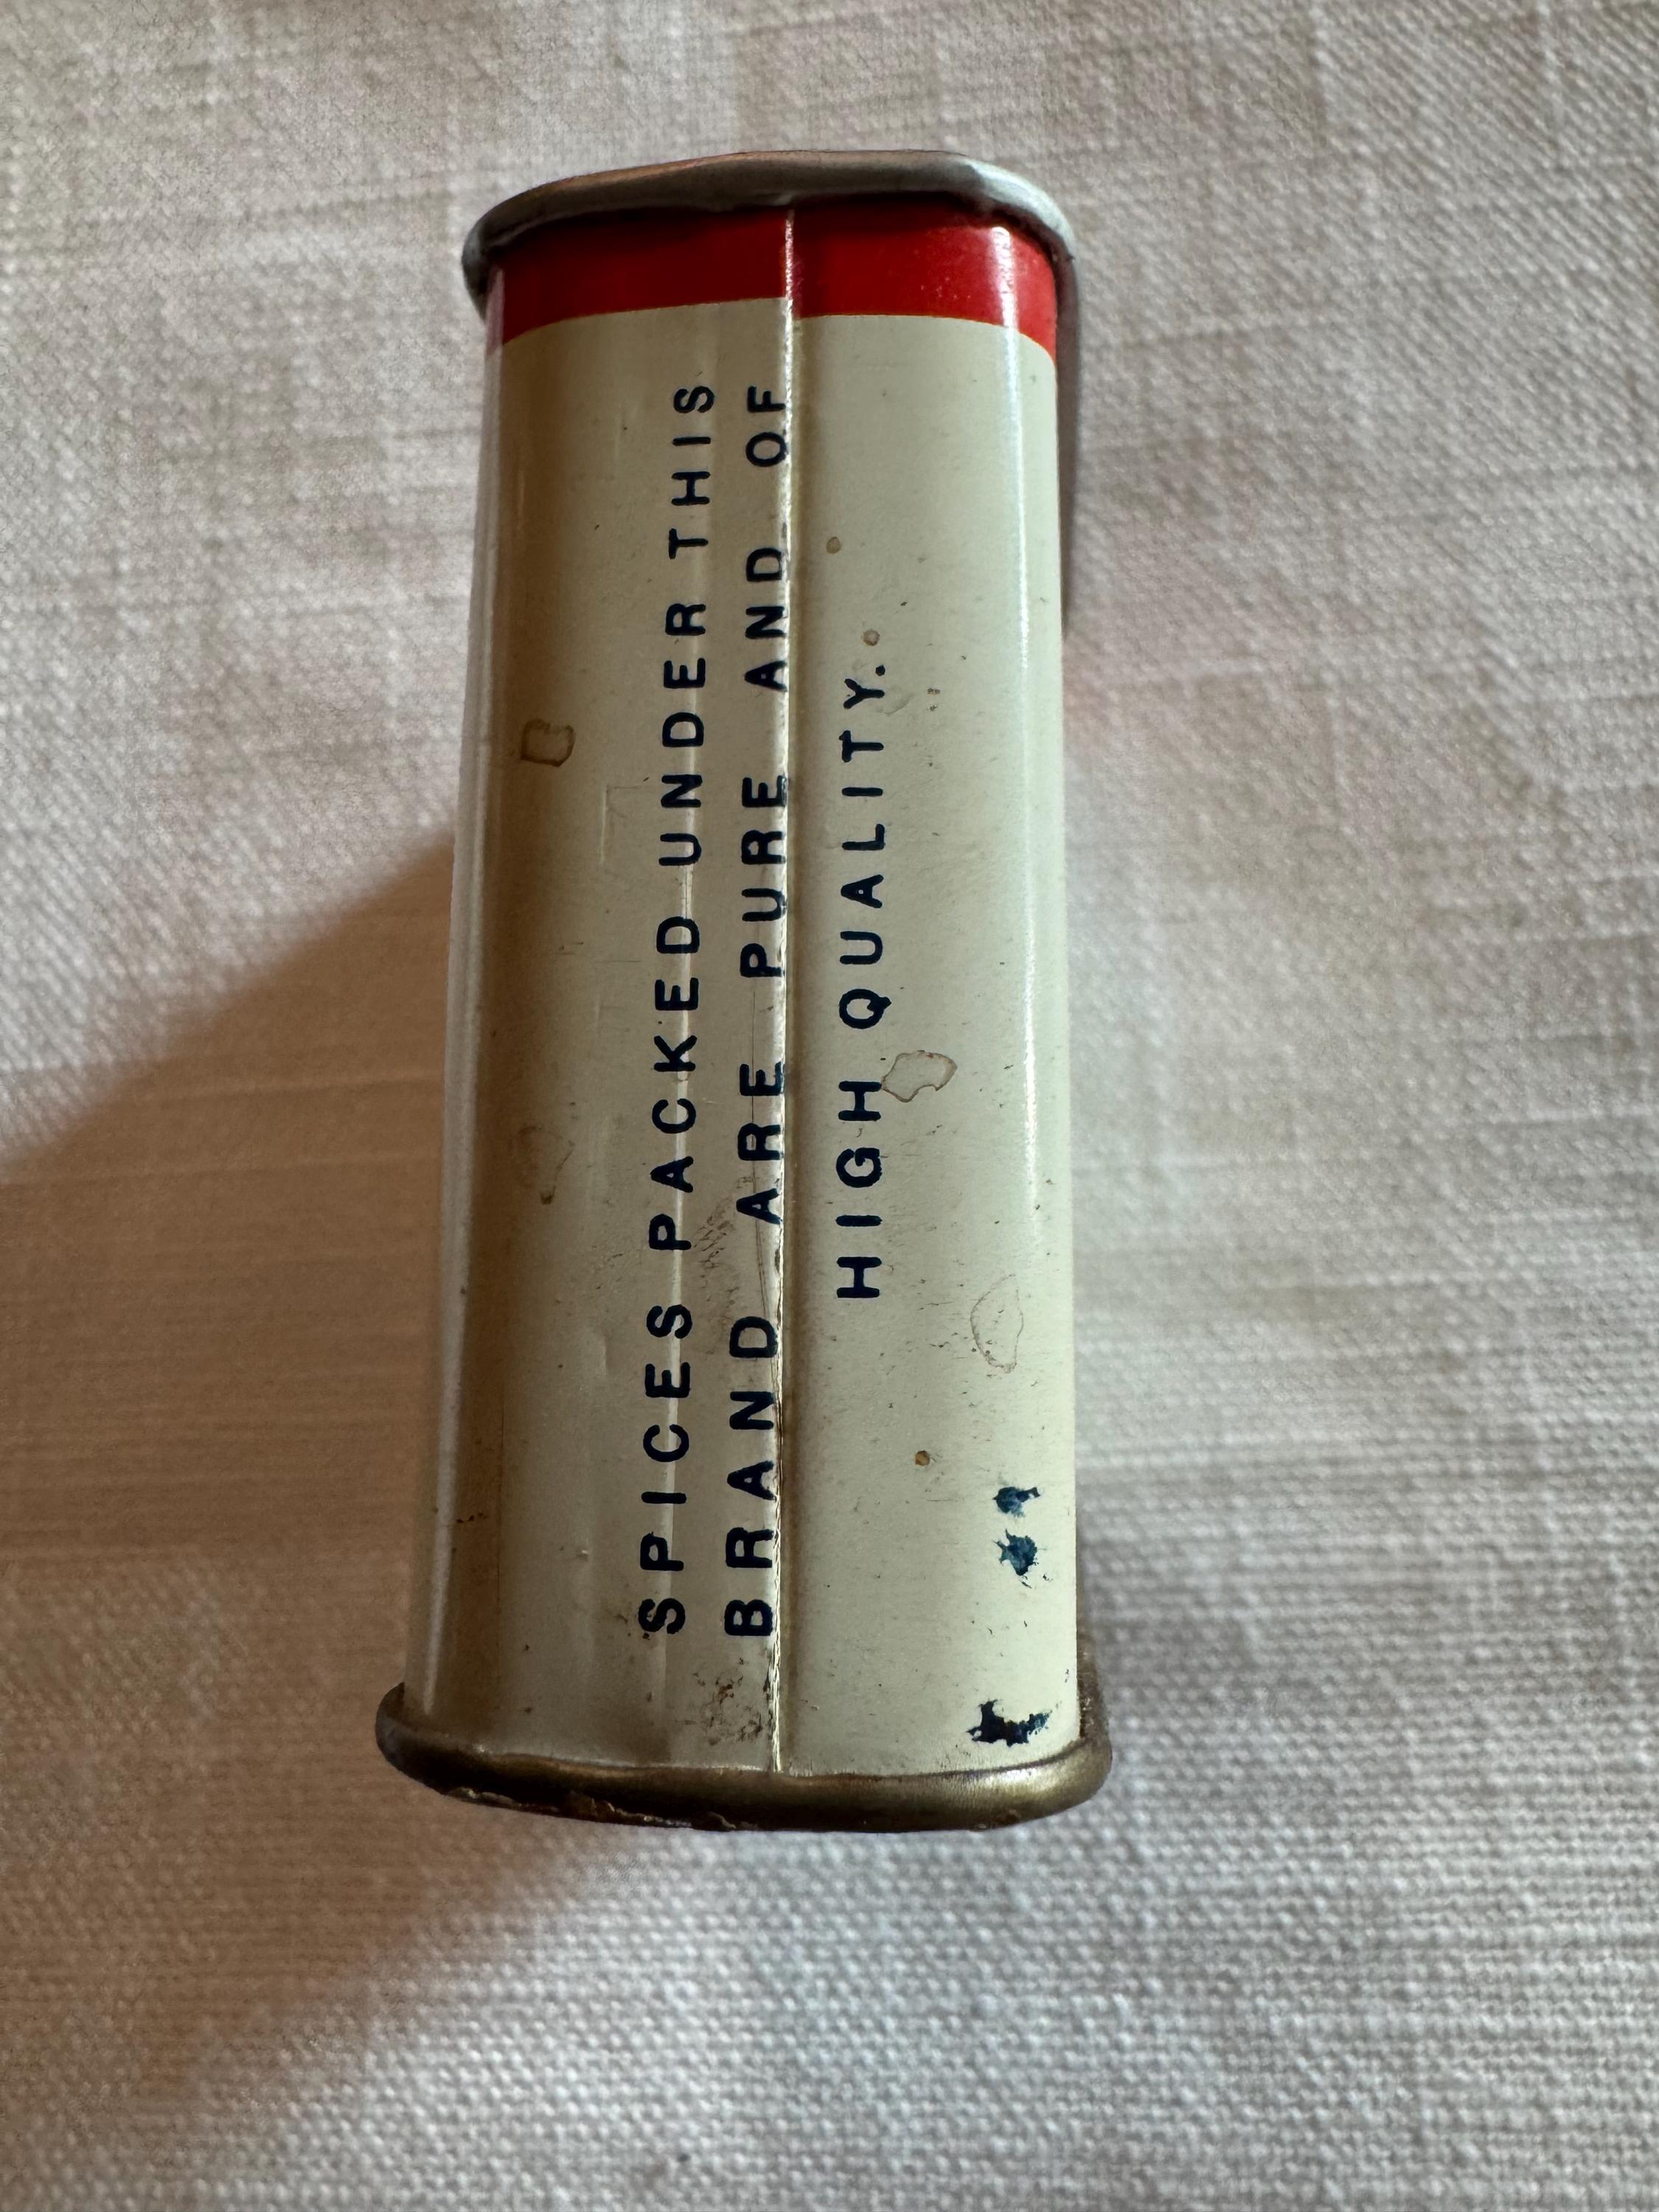 SPICES PACKED UNDER THIS
BRAND ARE PURE AND OF
HIGH QUALITY.